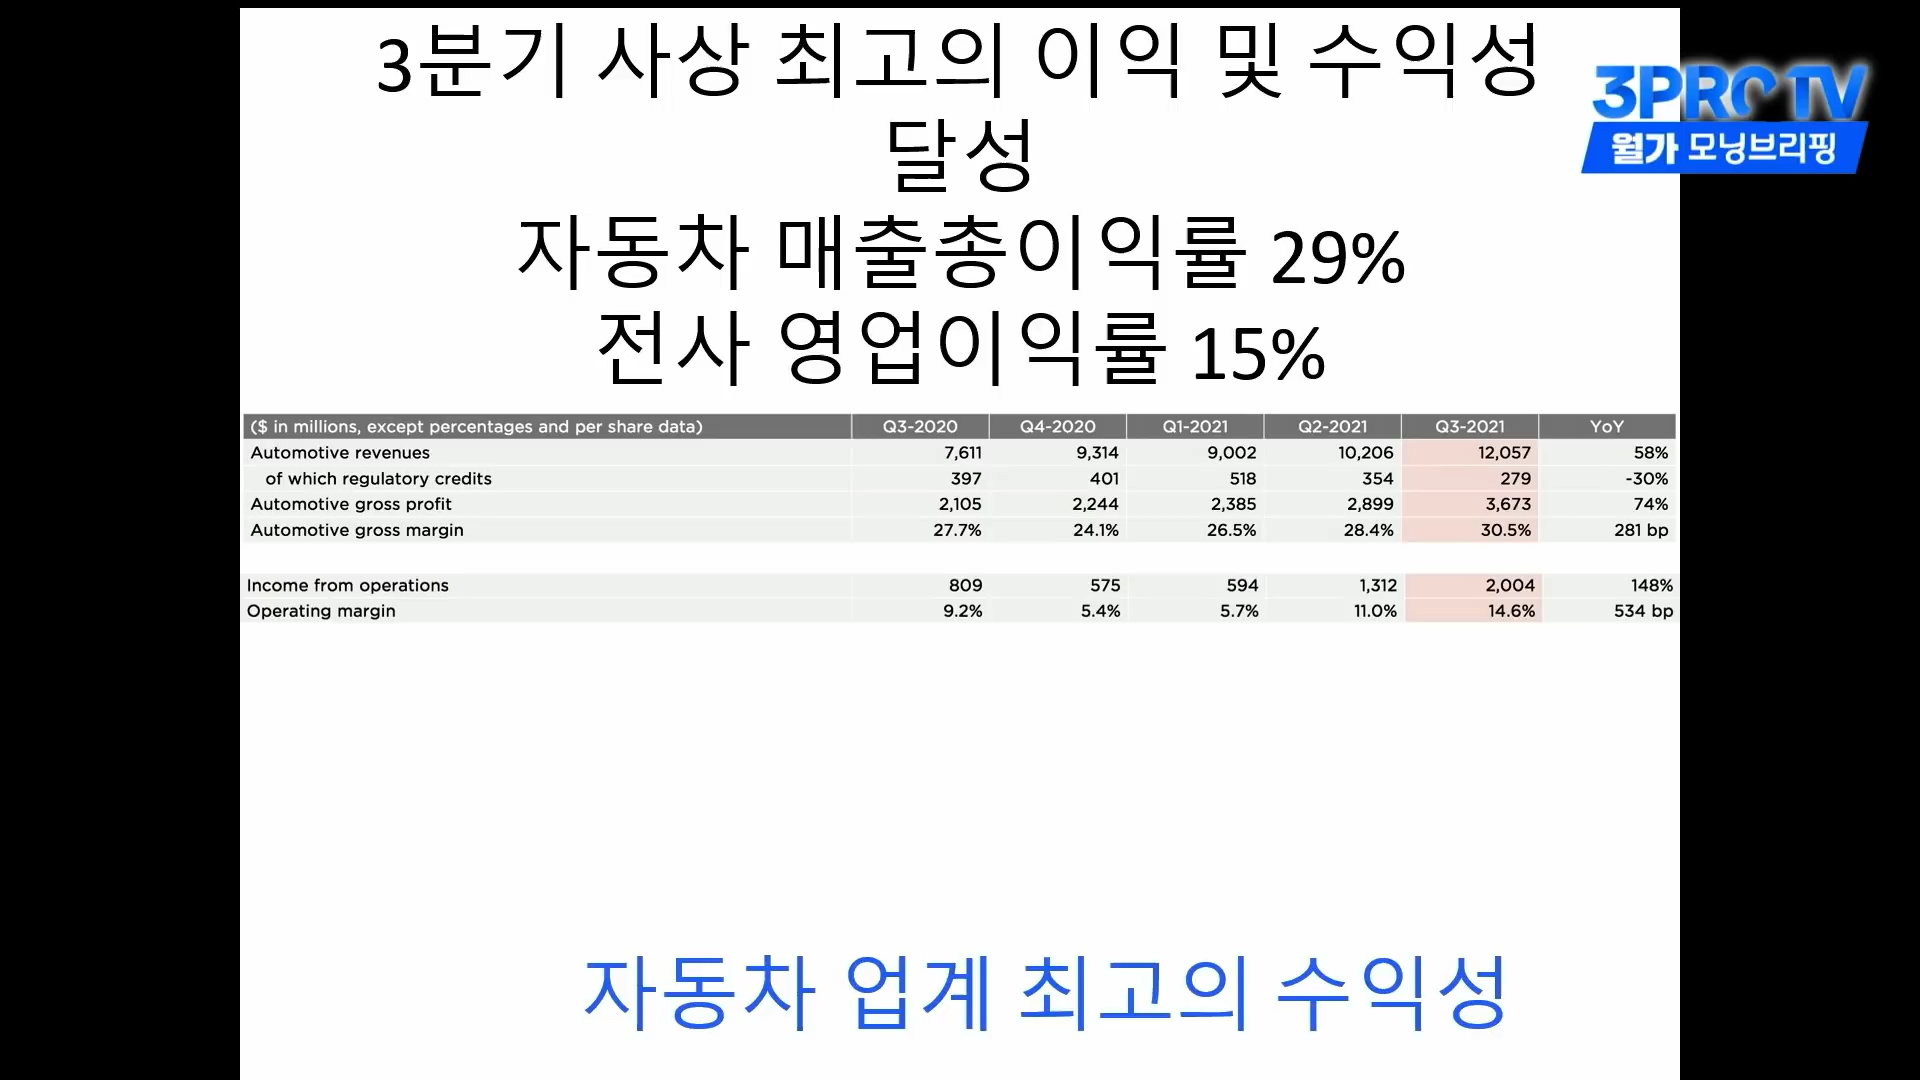 3분기 사상 최고의 이익 및 수익성
달성
자동차 매출총이익률 29%
전사 영업이익률 15%
3PRO TV
월가 모닝브리핑
($ in millions, except percentages and per share data) Q3-2020 Q4-2020 Q1-2021 Q2-2021 Q3-2021 YoY
Automotive revenues 7,611 9,314 9,002 10,206 12,057 58%
of which regulatory credits 397 401 518 354 279 -30%
Automotive gross profit 2,105 2,244 2,385 2,899 3,673 74%
Automotive gross margin 27.7% 24.1% 26.5% 28.4% 30.5% 281 bp
Income from operations 809 575 594 1,312 2,004 148%
Operating margin 9.2% 5.4% 5.7% 11.0% 14.6% 534 bp
자동차 업계 최고의 수익성